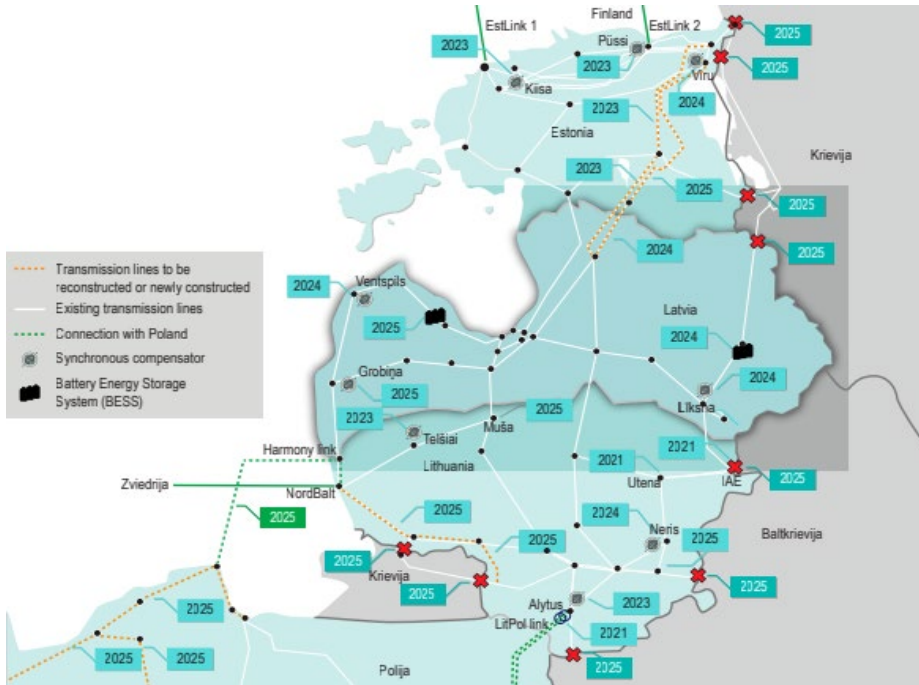 Finland
EstLink 1
EstLink 2
2025
2023
Püssi
2023
2025
Viru
Kiisa
2024
2023
Estonia
Krievija
2023
2025
2025
2024
2025
Transmission lines to be
reconstructed or newly constructed
Existing transmission lines
Connection with Poland
Synchronous compensator
Battery Energy Storage
System (BESS)
2024
Ventspils
2025
Latvia
2024
Grobiņa
2025
2024
Līksna
2023
2025
Mūša
Telšiai
Harmony link
Lithuania
2021
2021
IAE
2025
Utena
Zviedrija
NordBalt
2025
2025
2024
Neris
2025
2025
Baltkrievija
2025
Krievija
2025
2025
Alytus
2023
LitPol link
2021
2025
2025
2025
2025
Polija